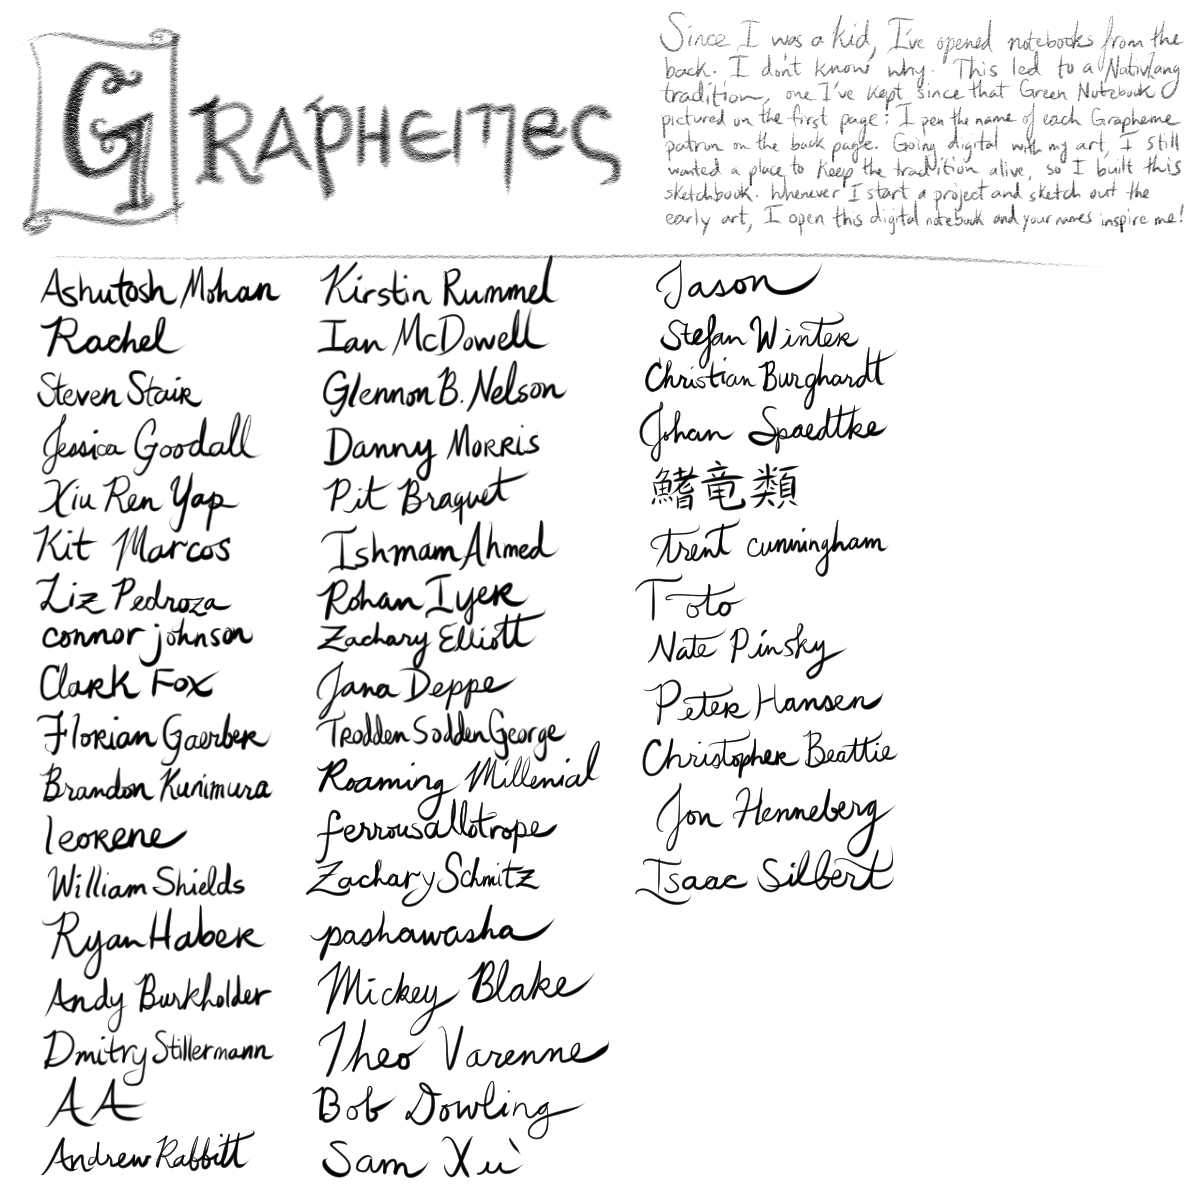 GRAPHEMES
Since I was a kid, I've opened notebooks from the
back. I don't know why. This led to a Nativlang
tradition, one I've kept since that Green Notebook
pictured on the first page: I pen the name of each Grapheme
patron on the back page. Going digital with my art, I still
wanted a place to keep the tradition alive, so I built this
sketchbook. Whenever I start a project and sketch out the
early art, I open this digital notebook and your names inspire me!
Ashutosh Mohan
Rachel
Steven Stair
Jessica Goodall
Xiu Ren Yap
Kit Marcos
Liz Pedroza
connor johnson
Clark Fox
Florian Gaerber
Brandon Kunimura
leorene
William Shields
Ryan Haber
Andy Burkholder
Dmitry Stillermann
A A
Andrew Rabbitt
Kirstin Rummel
Ian McDowell
Glennon B. Nelson
Danny Morris
Pit Braquet
Ishmam Ahmed
Rohan Iyer
Zachary Elliott
Jana Deppe
Trodden Sodden George
Roaming Millenial
ferrousallotrope
Zachary Schmitz
pashawasha
Mickey Blake
Theo Varenne
Bob Dowling
Sam Xù
Jason
Stefan Winter
Christian Burghardt
Johan Spaedtke
鰭竜類
trent cunningham
Toto
Nate Pinsky
Peter Hansen
Christopher Beattie
Jon Henneberg
Isaac Silbert